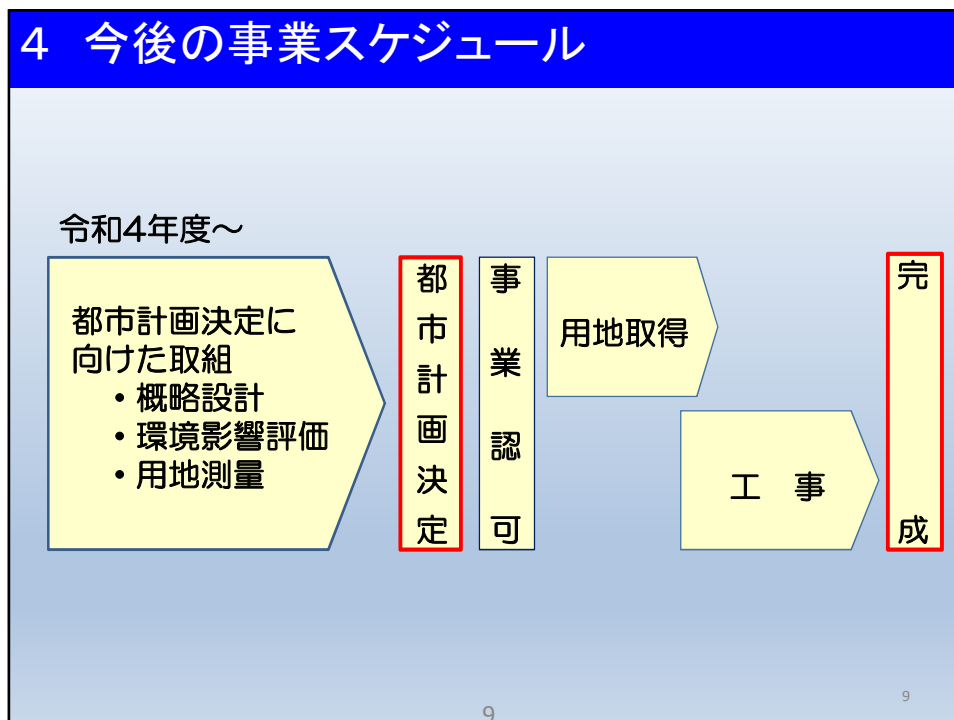 ４ 今後の事業スケジュール
令和4年度～
都市計画決定に
向けた取組
・概略設計
・環境影響評価
・用地測量
都市計画決定
事業認可
用地取得
工　事
完成
9
9